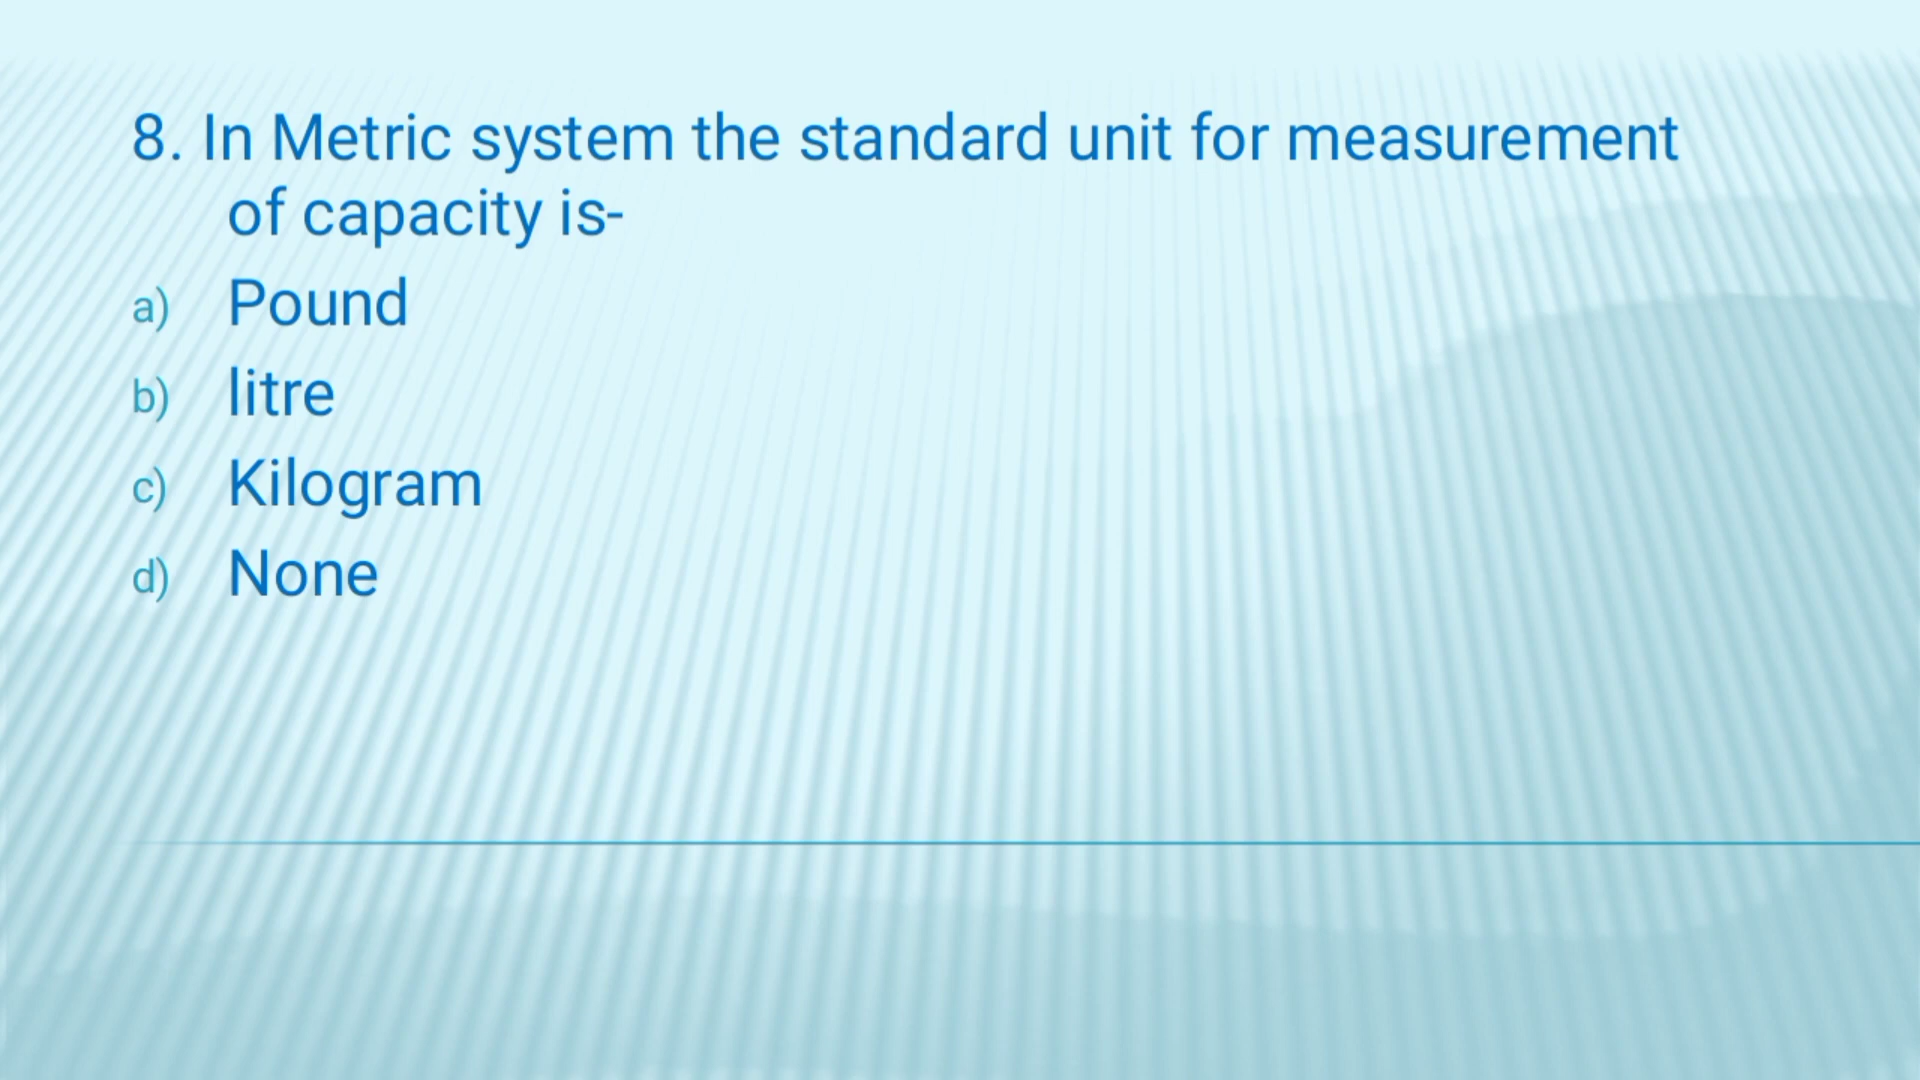 8. In Metric system the standard unit for measurement
of capacity is-
a) Pound
b) litre
c) Kilogram
d) None